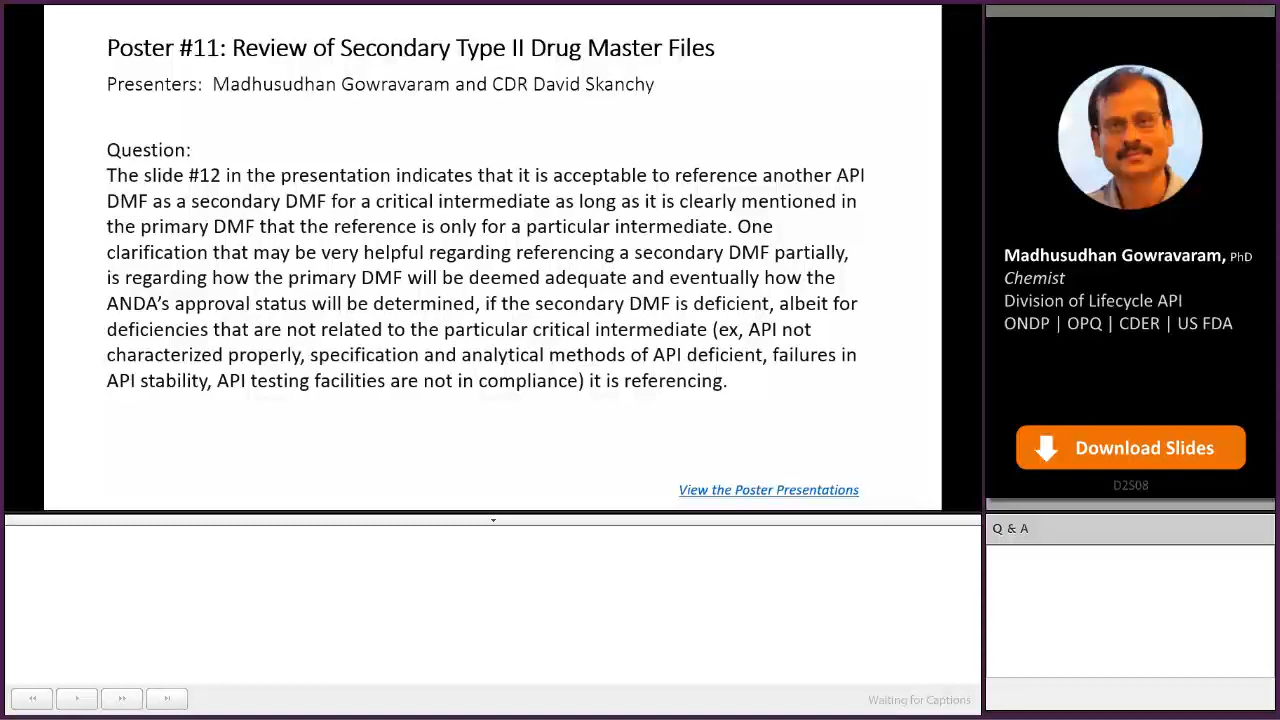 Poster #11: Review of Secondary Type II Drug Master Files
Presenters: Madhusudhan Gowravaram and CDR David Skanchy
Question:
The slide #12 in the presentation indicates that it is acceptable to reference another API
DMF as a secondary DMF for a critical intermediate as long as it is clearly mentioned in
the primary DMF that the reference is only for a particular intermediate. One
clarification that may be very helpful regarding referencing a secondary DMF partially,
is regarding how the primary DMF will be deemed adequate and eventually how the
ANDA’s approval status will be determined, if the secondary DMF is deficient, albeit for
deficiencies that are not related to the particular critical intermediate (ex, API not
characterized properly, specification and analytical methods of API deficient, failures in
API stability, API testing facilities are not in compliance) it is referencing.
View the Poster Presentations
Madhusudhan Gowravaram, PhD
Chemist
Division of Lifecycle API
ONDP | OPQ | CDER | US FDA
Download Slides
D2S08
Q & A
Waiting for Captions